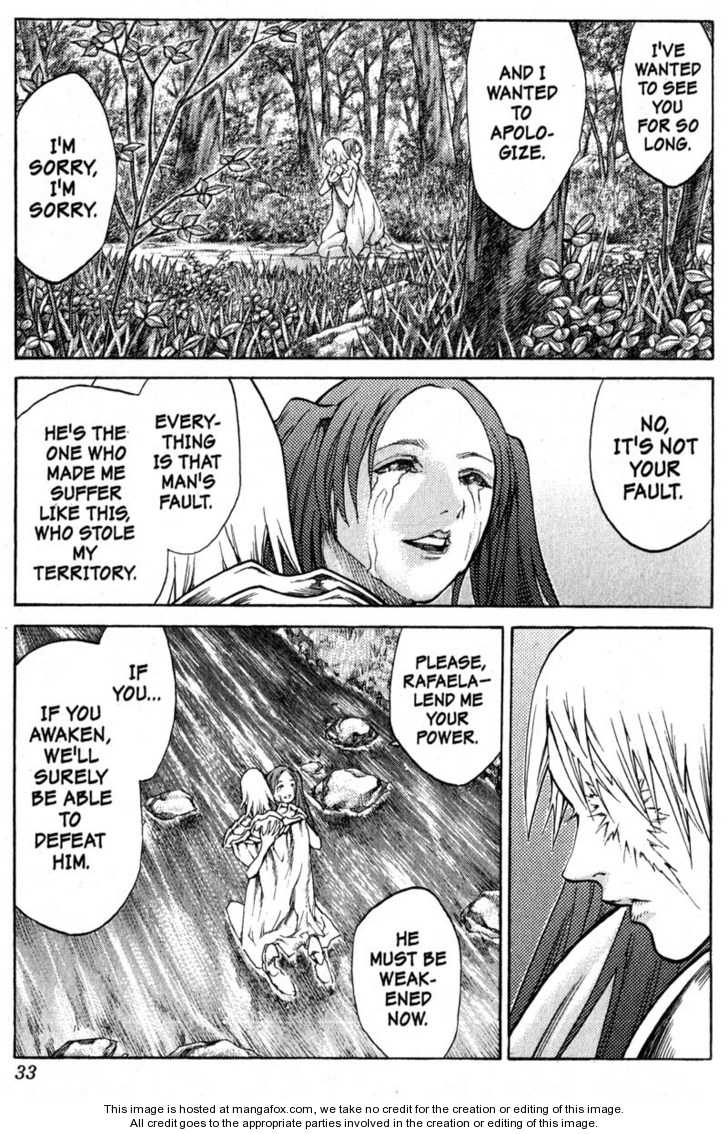 I'VE
WANTED
TO SEE
YOU
FOR SO
LONG.
AND I
WANTED
TO
APOLO-
GIZE.
I'M
SORRY,
I'M
SORRY.
NO,
IT'S NOT
YOUR
FAULT.
EVERY-
THING
IS THAT
MAN'S
FAULT.
HE'S THE
ONE WHO
MADE ME
SUFFER
LIKE THIS,
WHO STOLE
MY
TERRITORY.
PLEASE,
RAFAELA—
LEND ME
YOUR
POWER.
IF
YOU...
IF YOU
AWAKEN,
WE'LL
SURELY
BE ABLE
TO
DEFEAT
HIM.
HE
MUST BE
WEAK-
ENED
NOW.
33
This image is hosted at mangafox.com, we take no credit for the creation or editing of this image.
All credit goes to the appropriate parties involved in the creation or editing of this image.